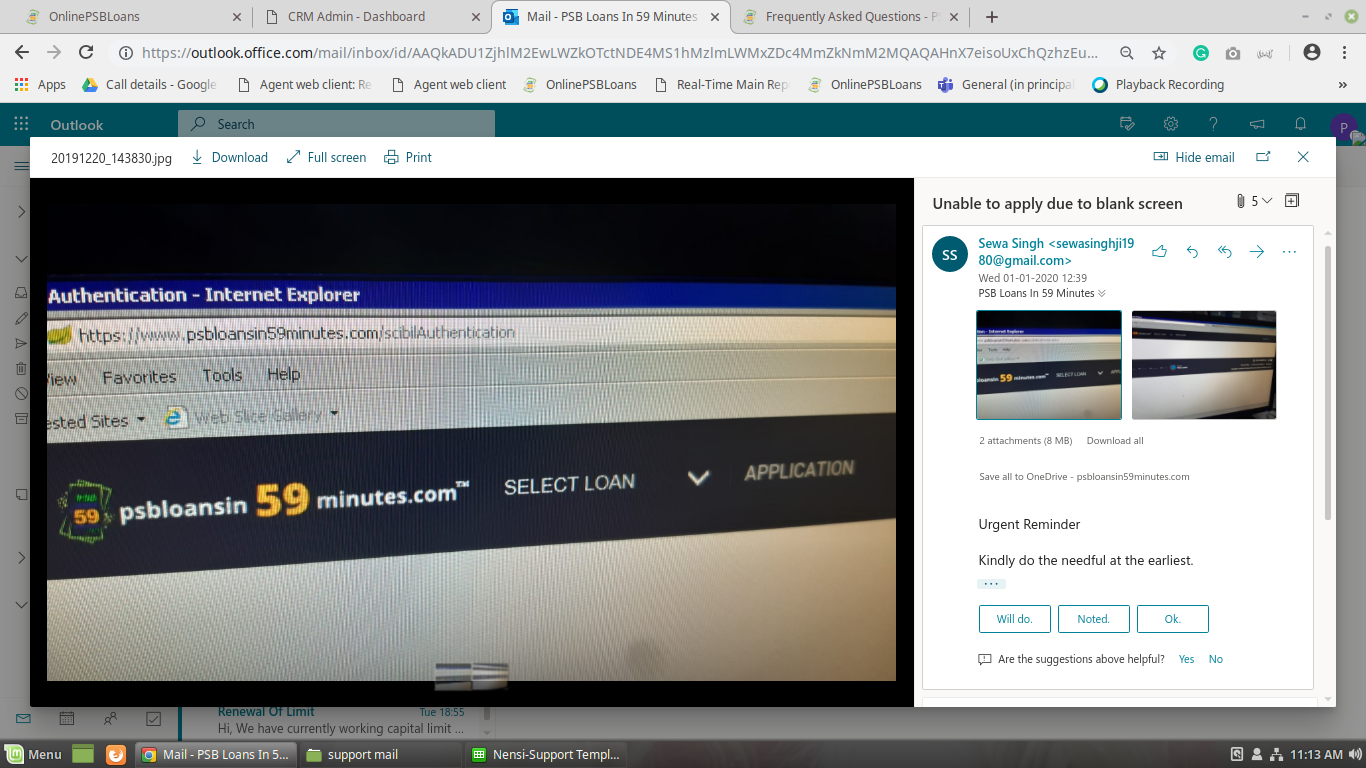 OnlinePSBLoans
CRM Admin - Dashboard
Mail - PSB Loans In 59 Minutes
Frequently Asked Questions - P
https://outlook.office.com/mail/inbox/id/AAQkADU1ZjhlM2EwLWZkOTctNDE4MS1hMzlmLWMxZDc4MmZkNmM2MQAQAHnX7eisoUxChQzhzEu...
Apps
Call details - Google
Agent web client: Re
Agent web client
OnlinePSBLoans
Real-Time Main Rep
OnlinePSBLoans
General (in principal
Playback Recording
»
Outlook
Search
P
20191220_143830.jpg
Download
Full screen
Print
Hide email
Authentication - Internet Explorer
https://www.psbloansin59minutes.com/scibilAuthentication
View Favorites Tools Help
ested Sites
Web Slice Gallery
59
psbloansin 59 minutes.com™
SELECT LOAN
APPLICATION
Unable to apply due to blank screen
5
SS
Sewa Singh <sewasinghji19
80@gmail.com>
Wed 01-01-2020 12:39
PSB Loans In 59 Minutes
2 attachments (8 MB)
Download all
Save all to OneDrive - psbloansin59minutes.com
Urgent Reminder
Kindly do the needful at the earliest.
...
Will do.
Noted.
Ok.
Are the suggestions above helpful?
Yes
No
Renewal Of Limit
Tue 18:55
Hi, We have currently working capital limit ...
Menu
Mail - PSB Loans In 5...
support mail
Nensi-Support Templ...
11:13 AM